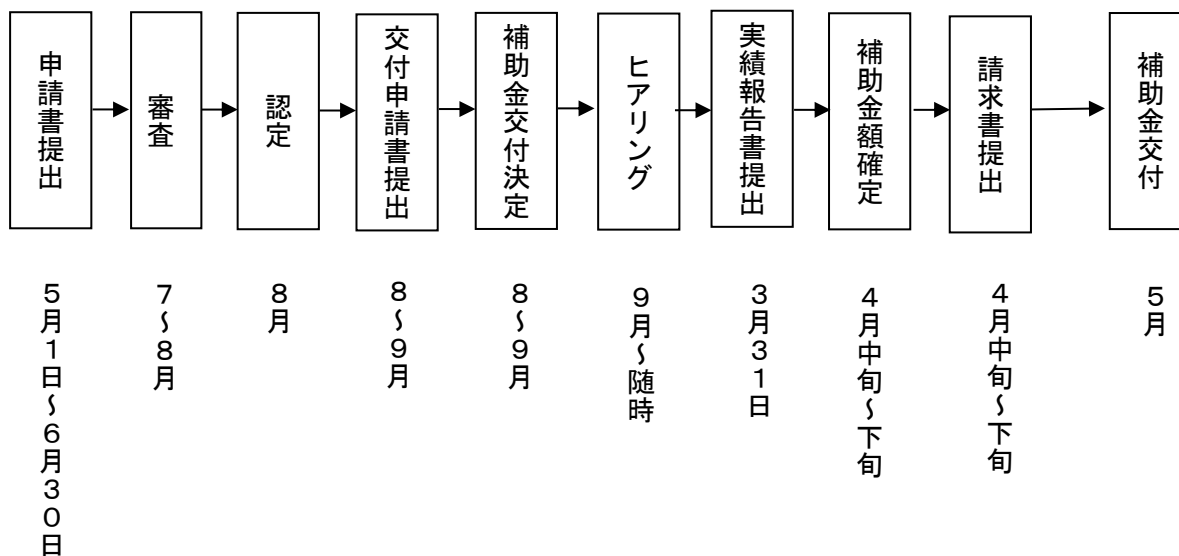 申請書提出
審査
認定
交付申請書提出
補助金交付決定
ヒアリング
実績報告書提出
補助金額確定
請求書提出
補助金交付
５月１日～６月３０日
７～８月
８月
８～９月
８～９月
９月～随時
３月３１日
４月中旬～下旬
４月中旬～下旬
５月